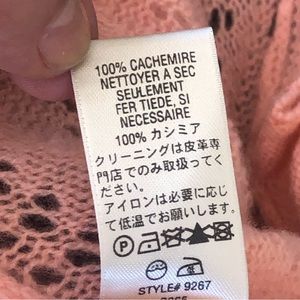 100% CACHEMIRE
NETTOYER A SEC
SEULEMENT
FER TIEDE, SI
NECESSAIRE
100% カシミア
クリーニングは皮革専
門店でのみ取扱ってく
ださい。
アイロンは必要に応じ
て低温でお願いします。
STYLE# 9267